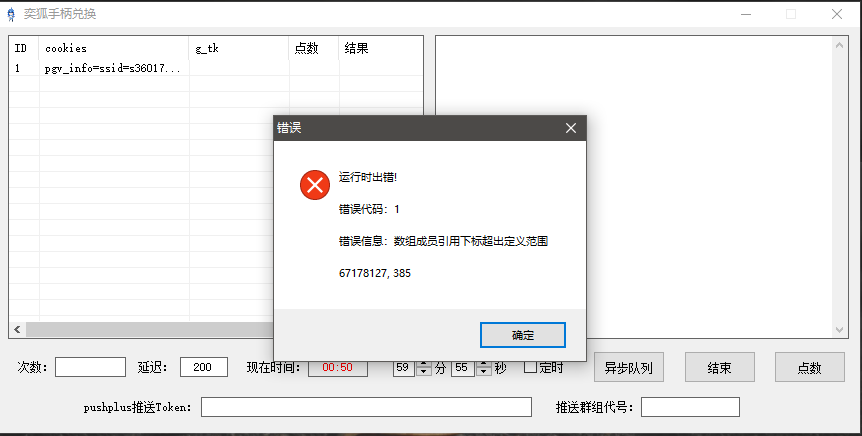 奕狐手柄兑换
ID cookies g_tk 点数 结果
1 pgv_info=ssid=s36017...
错误
运行时出错!
错误代码：1
错误信息：数组成员引用下标超出定义范围
67178127, 385
确定
次数： 延迟： 200 现在时间： 00:50 59 分 55 秒 定时 异步队列 结束 点数
pushplus推送Token： 推送群组代号：